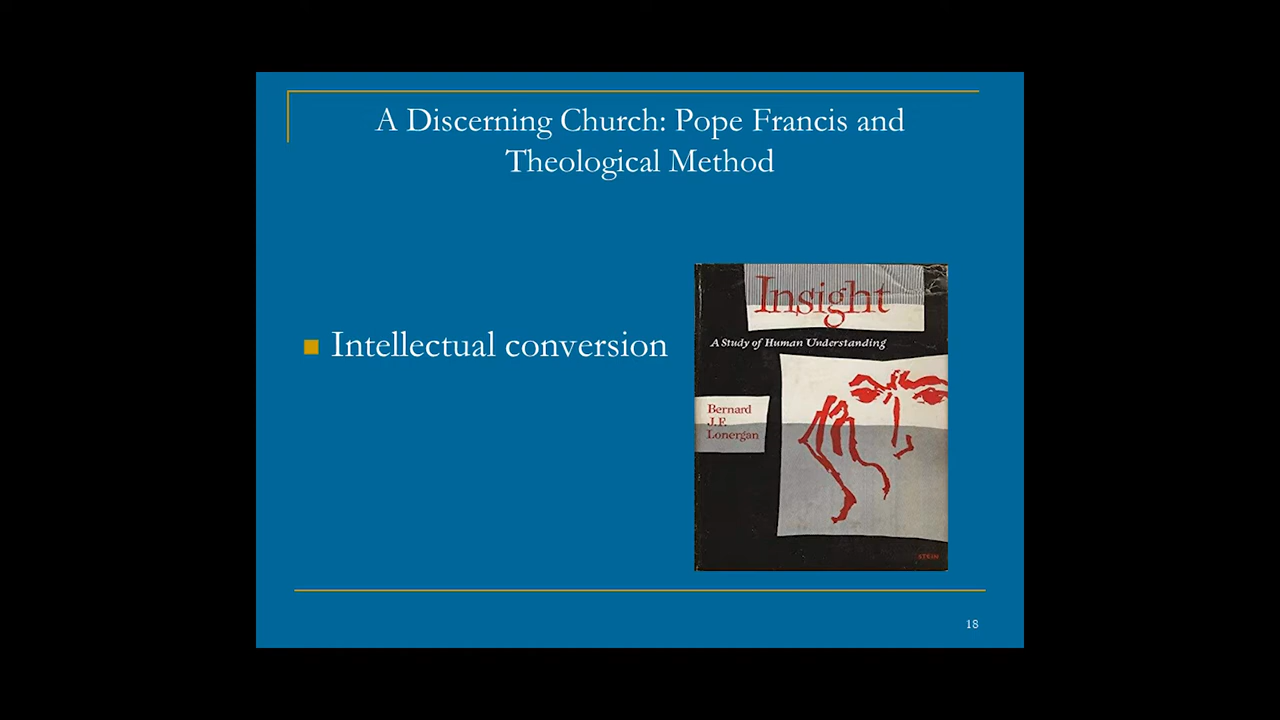 A Discerning Church: Pope Francis and
Theological Method
Intellectual conversion
Insight
A Study of Human Understanding
Bernard
J.F.
Lonergan
18